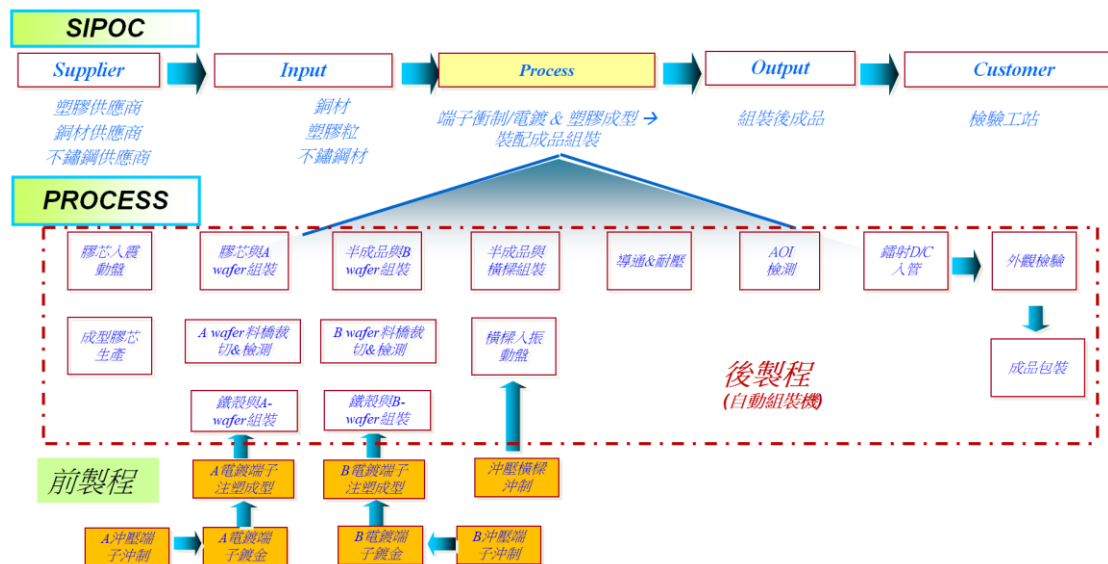 SIPOC
Supplier
Input
Process
Output
Customer
塑膠供應商
銅材供應商
不鏽鋼供應商
銅材
塑膠粒
不鏽鋼材
端子衝制/電鍍 & 塑膠成型 →
裝配成品組裝
組裝後成品
檢驗工站
PROCESS
膠芯入震
動盤
膠芯與A
wafer組裝
半成品與B
wafer組裝
半成品與
橫樑組裝
導通&耐壓
AOI
檢測
鐳射D/C
入管
外觀檢驗
成型膠芯
生產
A wafer料橋裁
切&檢測
B wafer料橋裁
切&檢測
橫樑入振
動盤
成品包裝
鐵殼與A-
wafer組裝
鐵殼與B-
wafer組裝
後製程
(自動組裝機)
前製程
A電鍍端子
注塑成型
B電鍍端子
注塑成型
沖壓橫樑
沖制
A沖壓端
子沖制
A電鍍端
子鍍金
B電鍍端
子鍍金
B沖壓端
子沖制